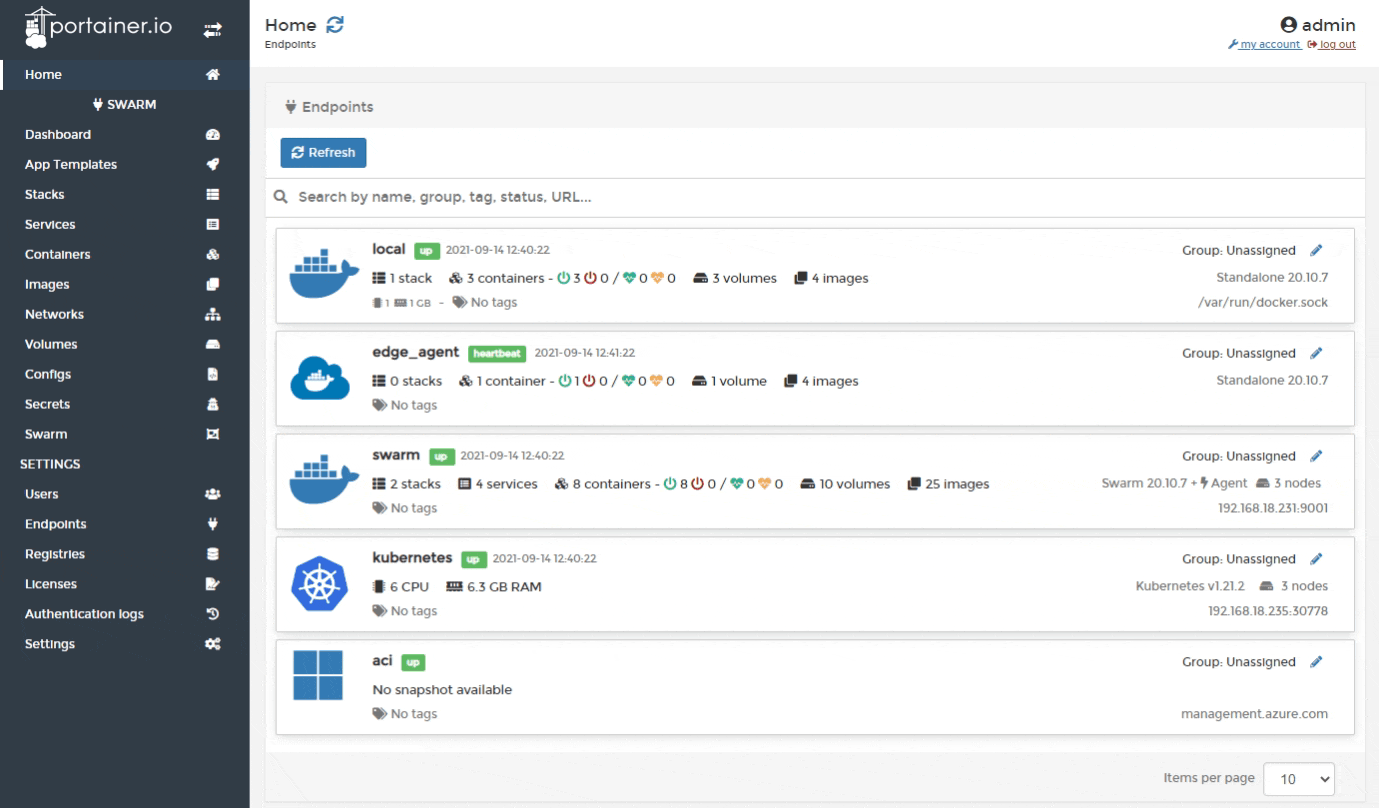 portainer.io
Home
SWARM
Dashboard
App Templates
Stacks
Services
Containers
Images
Networks
Volumes
Configs
Secrets
Swarm
SETTINGS
Users
Endpoints
Registries
Licenses
Authentication logs
Settings
Home
Endpoints
admin
my account log out
Endpoints
Refresh
Search by name, group, tag, status, URL...
local up 2021-09-14 12:40:22 Group: Unassigned
1 stack 3 containers - 3 0 / 0 0 3 volumes 4 images Standalone 20.10.7
1 1 GB - No tags /var/run/docker.sock
edge_agent heartbeat 2021-09-14 12:41:22 Group: Unassigned
0 stacks 1 container - 1 0 / 0 0 1 volume 4 images Standalone 20.10.7
No tags
swarm up 2021-09-14 12:40:22 Group: Unassigned
2 stacks 4 services 8 containers - 8 0 / 0 0 10 volumes 25 images Swarm 20.10.7 + Agent 3 nodes
No tags 192.168.18.231:9001
kubernetes up 2021-09-14 12:40:22 Group: Unassigned
6 CPU 6.3 GB RAM Kubernetes v1.21.2 3 nodes
No tags 192.168.18.235:30778
aci up Group: Unassigned
No snapshot available
No tags management.azure.com
Items per page 10